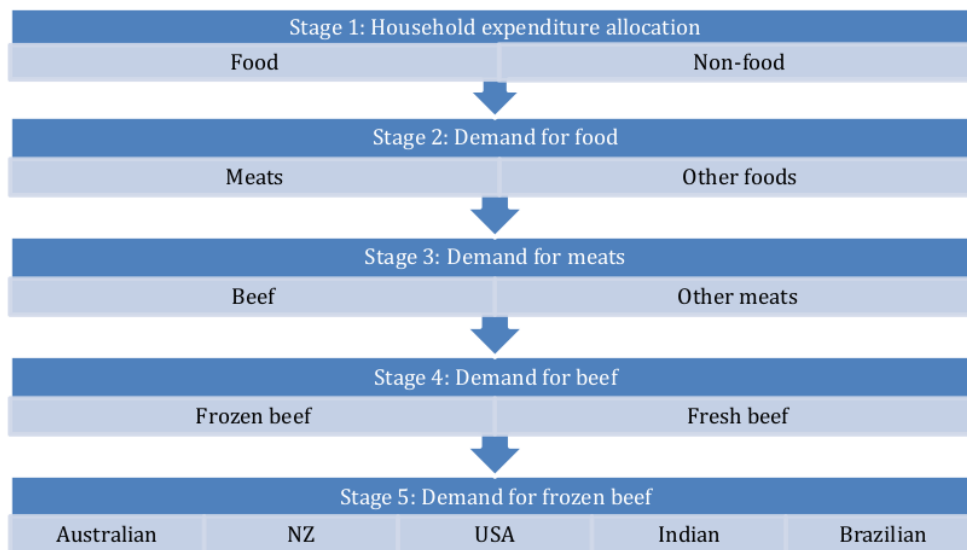 Stage 1: Household expenditure allocation
Food Non-food
Stage 2: Demand for food
Meats Other foods
Stage 3: Demand for meats
Beef Other meats
Stage 4: Demand for beef
Frozen beef Fresh beef
Stage 5: Demand for frozen beef
Australian NZ USA Indian Brazilian